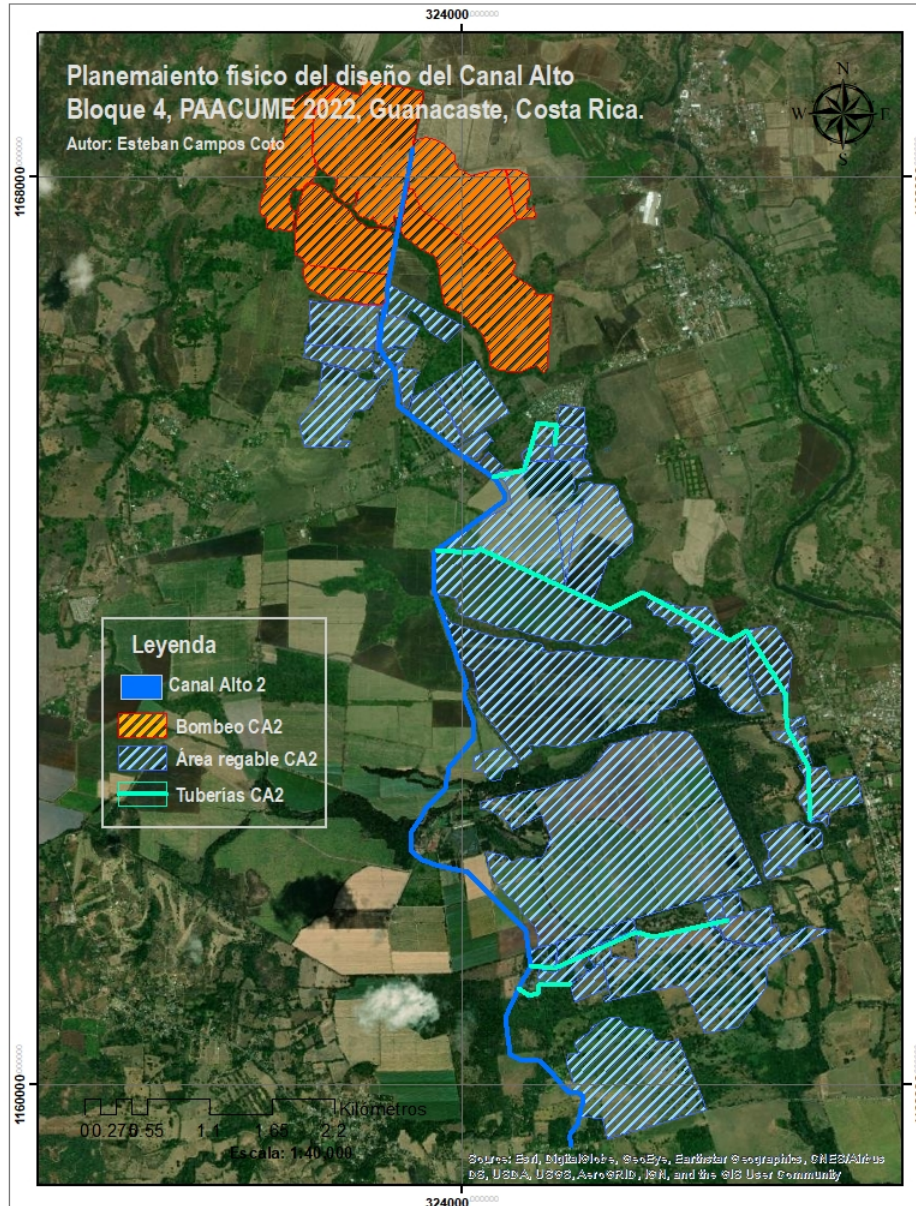 324000
Planemaiento fisico del diseño del Canal Alto
Bloque 4, PAACUME 2022, Guanacaste, Costa Rica.
Autor: Esteban Campos Coto
N
W E
S
1168000
Leyenda
Canal Alto 2
Bombeo CA2
Área regable CA2
Tuberias CA2
1160000
Kilometros
0 0.275 0.55 1.1 1.65 2.2
Escala: 1:40,000
Source: Esri, DigitalGlobe, GeoEye, Earthstar Geographics, CNES/Airbus
DS, USDA, USGS, AeroGRID, IGN, and the GIS User Community
324000